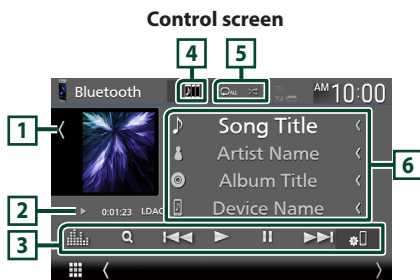 Control screen
4 5
Bluetooth ALL AM 10:00
1
Song Title
Artist Name
6
Album Title
2
0:01:23 LDAC
Device Name
3